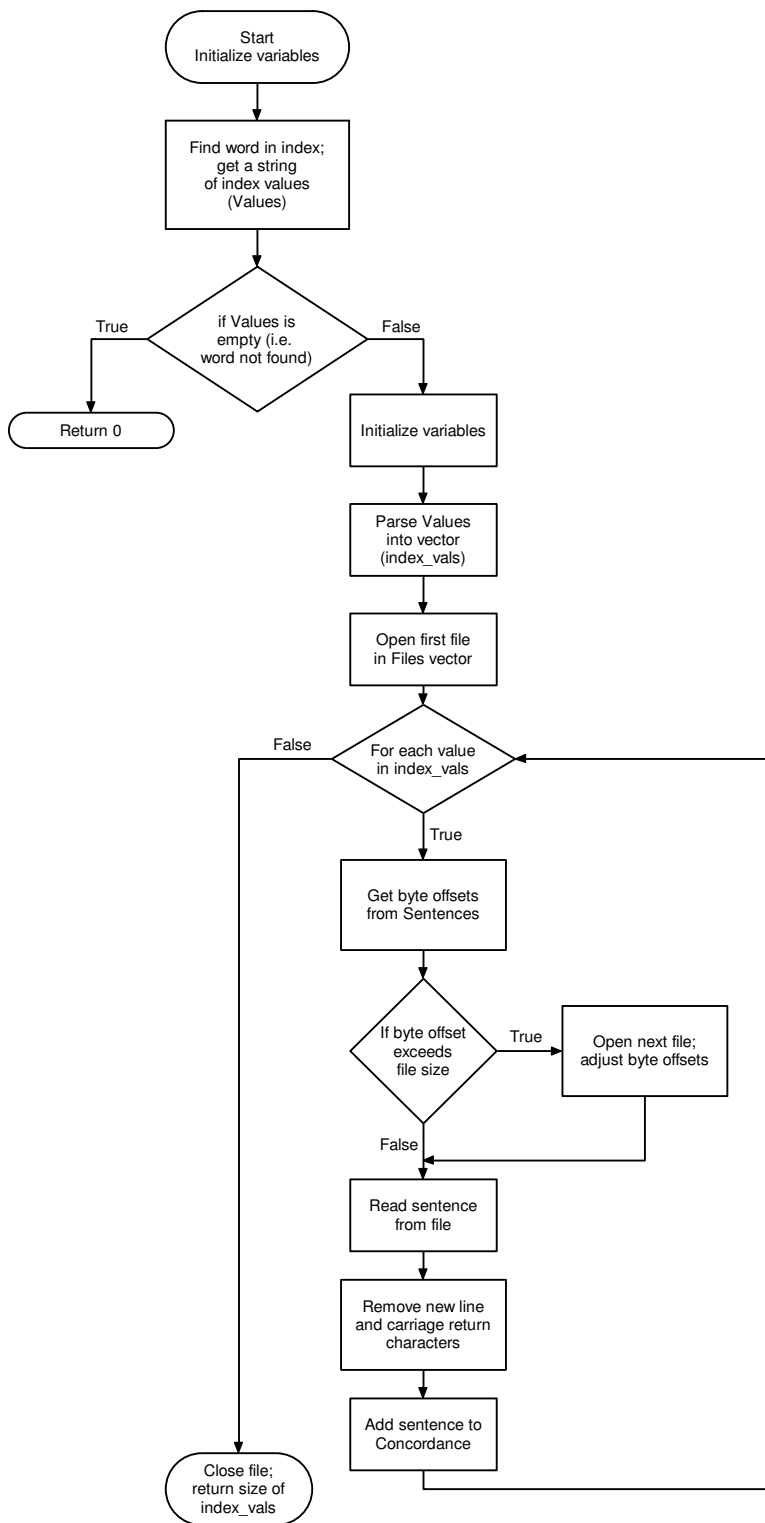 Start
Initialize variables
Find word in index;
get a string
of index values
(Values)
if Values is
empty (i.e.
word not found)
True
False
Return 0
Initialize variables
Parse Values
into vector
(index_vals)
Open first file
in Files vector
For each value
in index_vals
False
True
Get byte offsets
from Sentences
If byte offset
exceeds
file size
True
Open next file;
adjust byte offsets
False
Read sentence
from file
Remove new line
and carriage return
characters
Add sentence to
Concordance
Close file;
return size of
index_vals